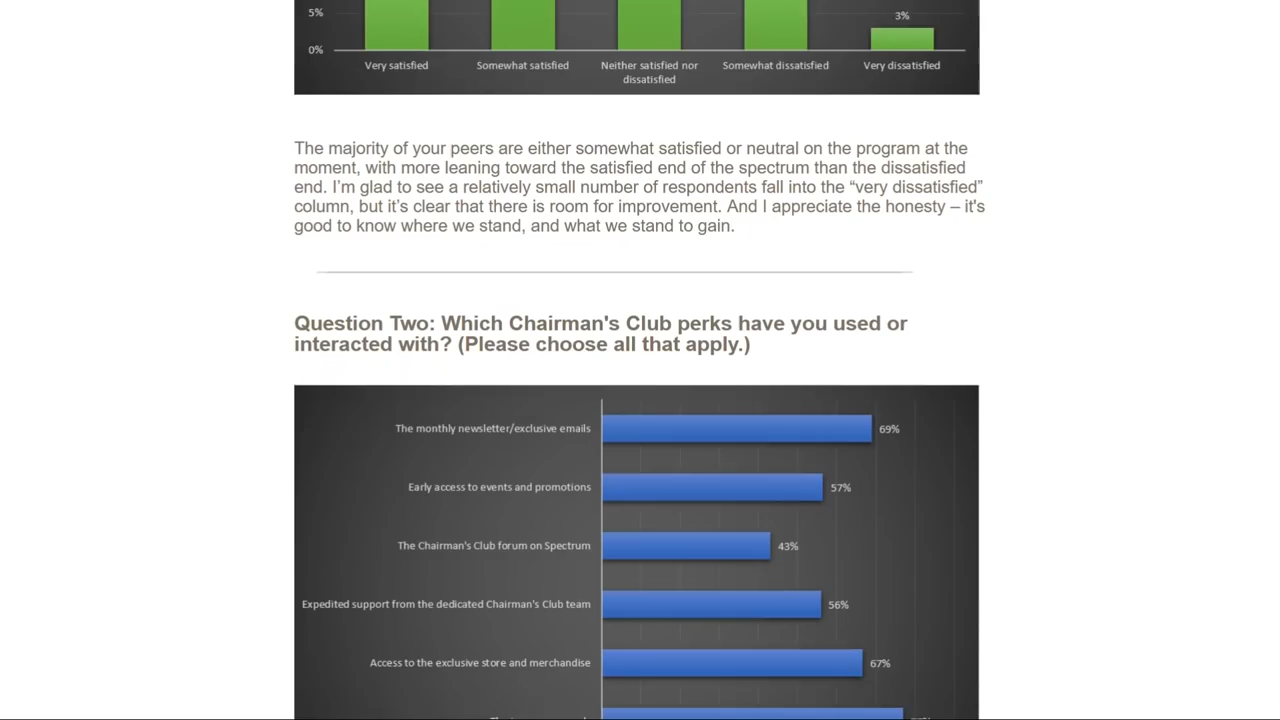 5%
3%
0%
Very satisfied
Somewhat satisfied
Neither satisfied nor
dissatisfied
Somewhat dissatisfied
Very dissatisfied
The majority of your peers are either somewhat satisfied or neutral on the program at the
moment, with more leaning toward the satisfied end of the spectrum than the dissatisfied
end. I’m glad to see a relatively small number of respondents fall into the “very dissatisfied”
column, but it’s clear that there is room for improvement. And I appreciate the honesty – it's
good to know where we stand, and what we stand to gain.
Question Two: Which Chairman's Club perks have you used or
interacted with? (Please choose all that apply.)
The monthly newsletter/exclusive emails 69%
Early access to events and promotions 57%
The Chairman's Club forum on Spectrum 43%
Expedited support from the dedicated Chairman's Club team 56%
Access to the exclusive store and merchandise 67%